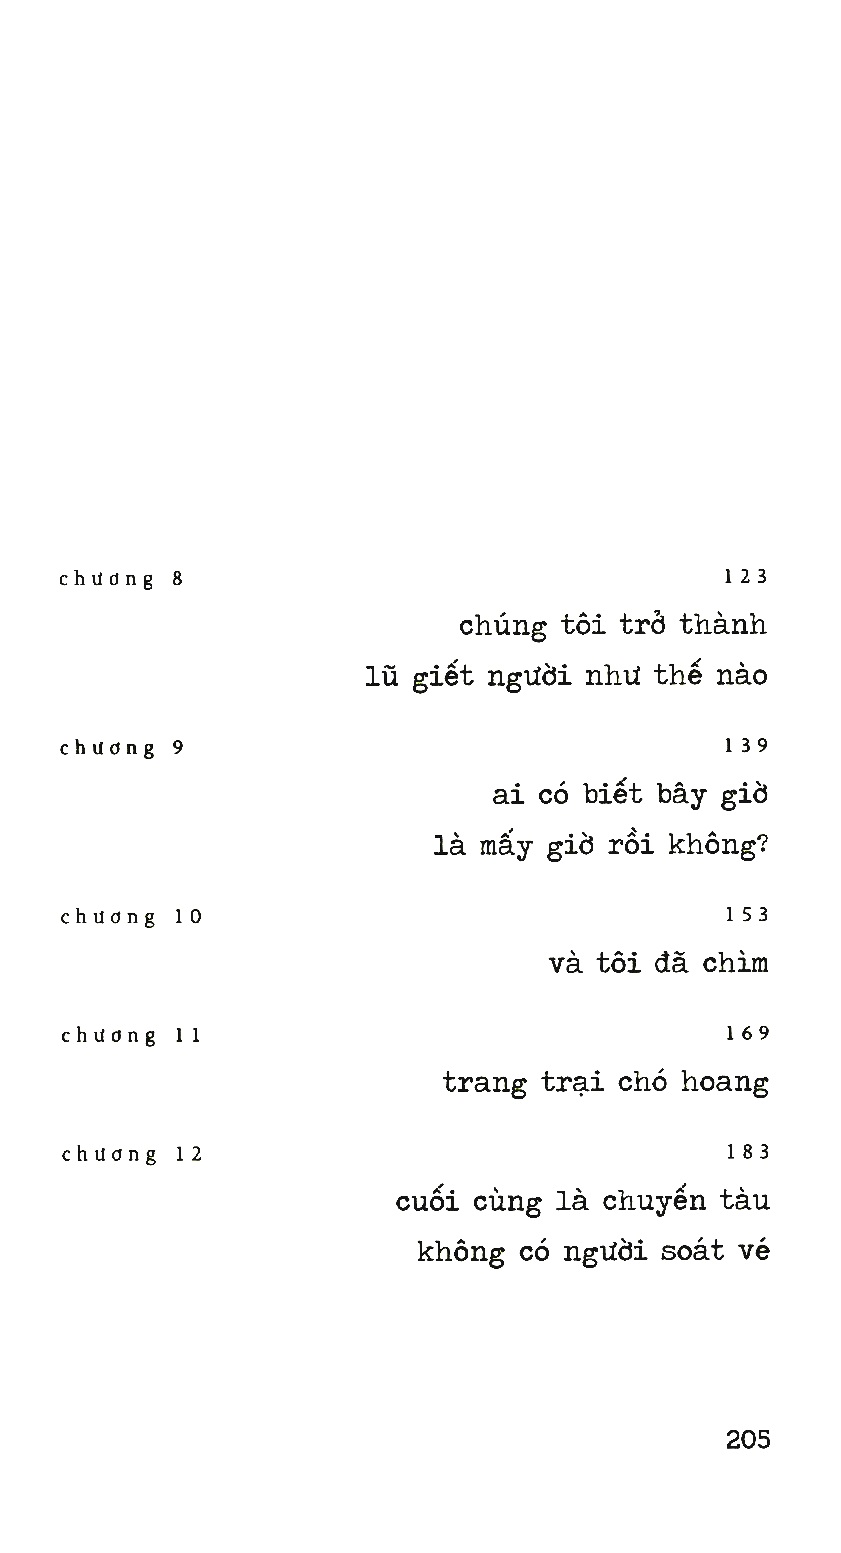 chương 8 123
chúng tôi trở thành
lũ giết người như thế nào
chương 9 139
ai có biết bây giờ
là mấy giờ rồi không?
chương 10 153
và tôi đã chìm
chương 11 169
trang trại chó hoang
chương 12 183
cuối cùng là chuyến tàu
không có người soát vé
205